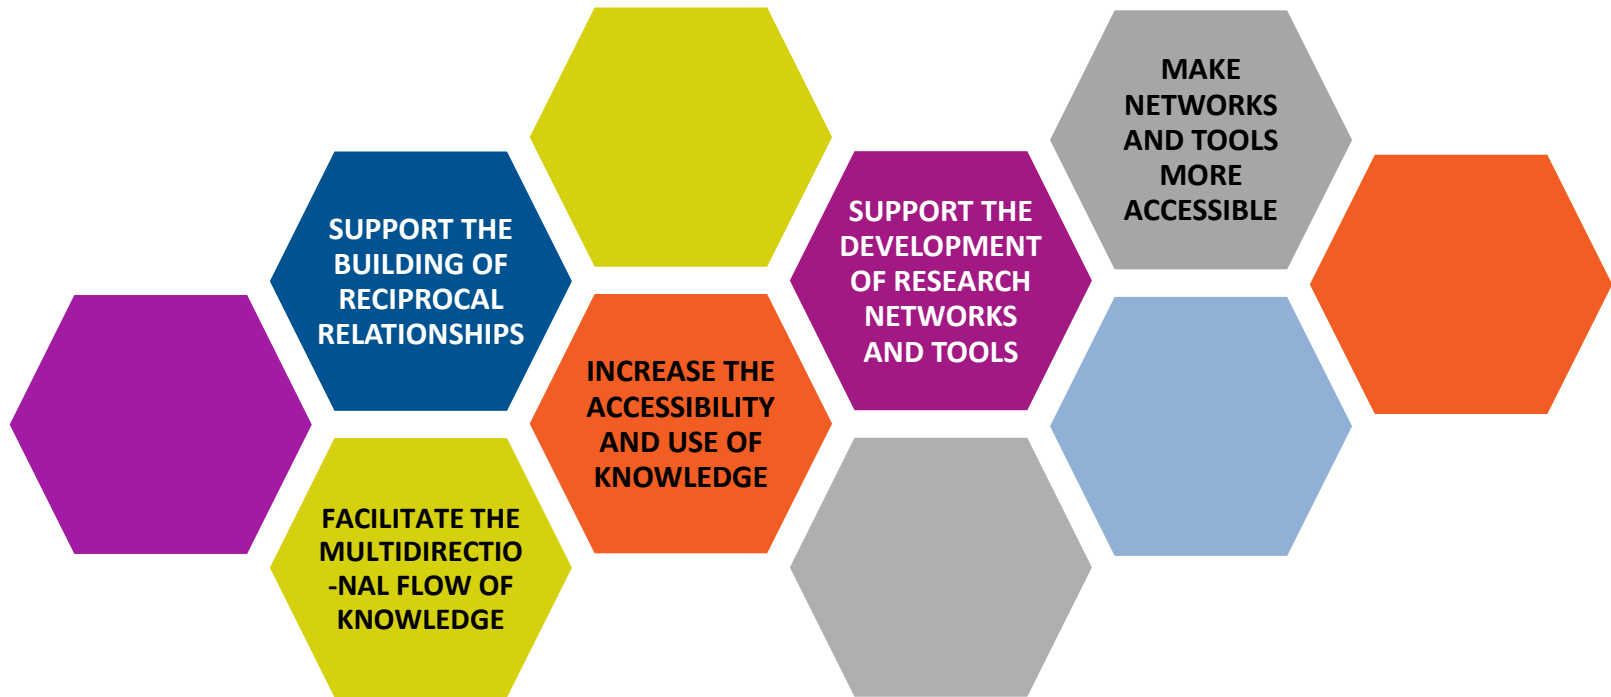 SUPPORT THE
BUILDING OF
RECIPROCAL
RELATIONSHIPS
FACILITATE THE
MULTIDIRECTIO
-NAL FLOW OF
KNOWLEDGE
INCREASE THE
ACCESSIBILITY
AND USE OF
KNOWLEDGE
SUPPORT THE
DEVELOPMENT
OF RESEARCH
NETWORKS
AND TOOLS
MAKE
NETWORKS
AND TOOLS
MORE
ACCESSIBLE